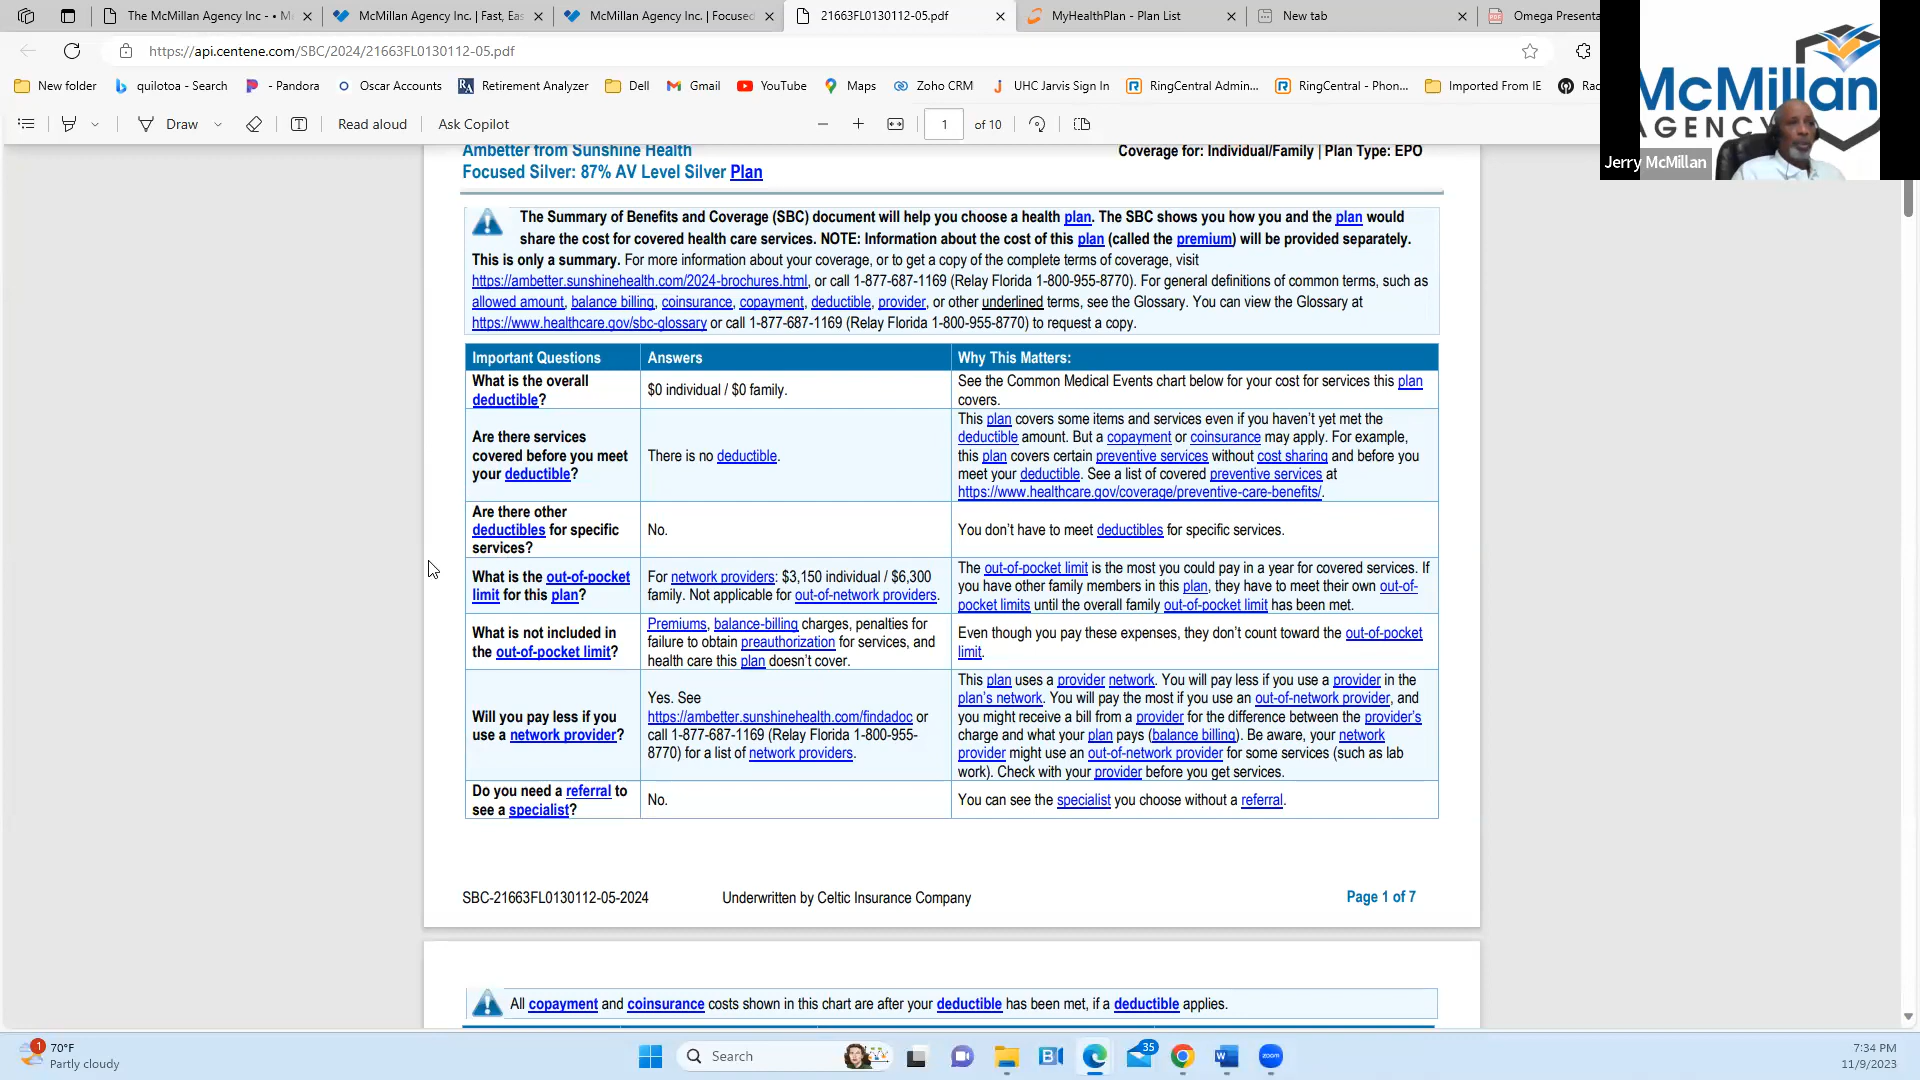 The McMillan Agency Inc - • M
McMillan Agency Inc. | Fast, Eas
McMillan Agency Inc. | Focused
21663FL0130112-05.pdf
MyHealthPlan - Plan List
New tab
Omega Presenta
https://api.centene.com/SBC/2024/21663FL0130112-05.pdf
New folder
quilotoa - Search
- Pandora
Oscar Accounts
Retirement Analyzer
Dell
Gmail
YouTube
Maps
Zoho CRM
UHC Jarvis Sign In
RingCentral Admin...
RingCentral - Phon...
Imported From IE
Rac
Draw
Read aloud
Ask Copilot
1
of 10
McMillan
AGENCY
Jerry McMillan
Ambetter from Sunshine Health
Coverage for: Individual/Family | Plan Type: EPO
Focused Silver: 87% AV Level Silver Plan
The Summary of Benefits and Coverage (SBC) document will help you choose a health plan. The SBC shows you how you and the plan would
share the cost for covered health care services. NOTE: Information about the cost of this plan (called the premium) will be provided separately.
This is only a summary. For more information about your coverage, or to get a copy of the complete terms of coverage, visit
https://ambetter.sunshinehealth.com/2024-brochures.html, or call 1-877-687-1169 (Relay Florida 1-800-955-8770). For general definitions of common terms, such as
allowed amount, balance billing, coinsurance, copayment, deductible, provider, or other underlined terms, see the Glossary. You can view the Glossary at
https://www.healthcare.gov/sbc-glossary or call 1-877-687-1169 (Relay Florida 1-800-955-8770) to request a copy.
Important Questions
Answers
Why This Matters:
What is the overall
deductible?
$0 individual / $0 family.
See the Common Medical Events chart below for your cost for services this plan
covers.
Are there services
covered before you meet
your deductible?
There is no deductible.
This plan covers some items and services even if you haven't yet met the
deductible amount. But a copayment or coinsurance may apply. For example,
this plan covers certain preventive services without cost sharing and before you
meet your deductible. See a list of covered preventive services at
https://www.healthcare.gov/coverage/preventive-care-benefits/.
Are there other
deductibles for specific
services?
No.
You don't have to meet deductibles for specific services.
What is the out-of-pocket
limit for this plan?
For network providers: $3,150 individual / $6,300
family. Not applicable for out-of-network providers.
The out-of-pocket limit is the most you could pay in a year for covered services. If
you have other family members in this plan, they have to meet their own out-of-
pocket limits until the overall family out-of-pocket limit has been met.
What is not included in
the out-of-pocket limit?
Premiums, balance-billing charges, penalties for
failure to obtain preauthorization for services, and
health care this plan doesn't cover.
Even though you pay these expenses, they don't count toward the out-of-pocket
limit.
Will you pay less if you
use a network provider?
Yes. See
https://ambetter.sunshinehealth.com/findadoc or
call 1-877-687-1169 (Relay Florida 1-800-955-
8770) for a list of network providers.
This plan uses a provider network. You will pay less if you use a provider in the
plan's network. You will pay the most if you use an out-of-network provider, and
you might receive a bill from a provider for the difference between the provider's
charge and what your plan pays (balance billing). Be aware, your network
provider might use an out-of-network provider for some services (such as lab
work). Check with your provider before you get services.
Do you need a referral to
see a specialist?
No.
You can see the specialist you choose without a referral.
SBC-21663FL0130112-05-2024
Underwritten by Celtic Insurance Company
Page 1 of 7
All copayment and coinsurance costs shown in this chart are after your deductible has been met, if a deductible applies.
1
70°F
Partly cloudy
Search
35
zoom
7:34 PM
11/9/2023